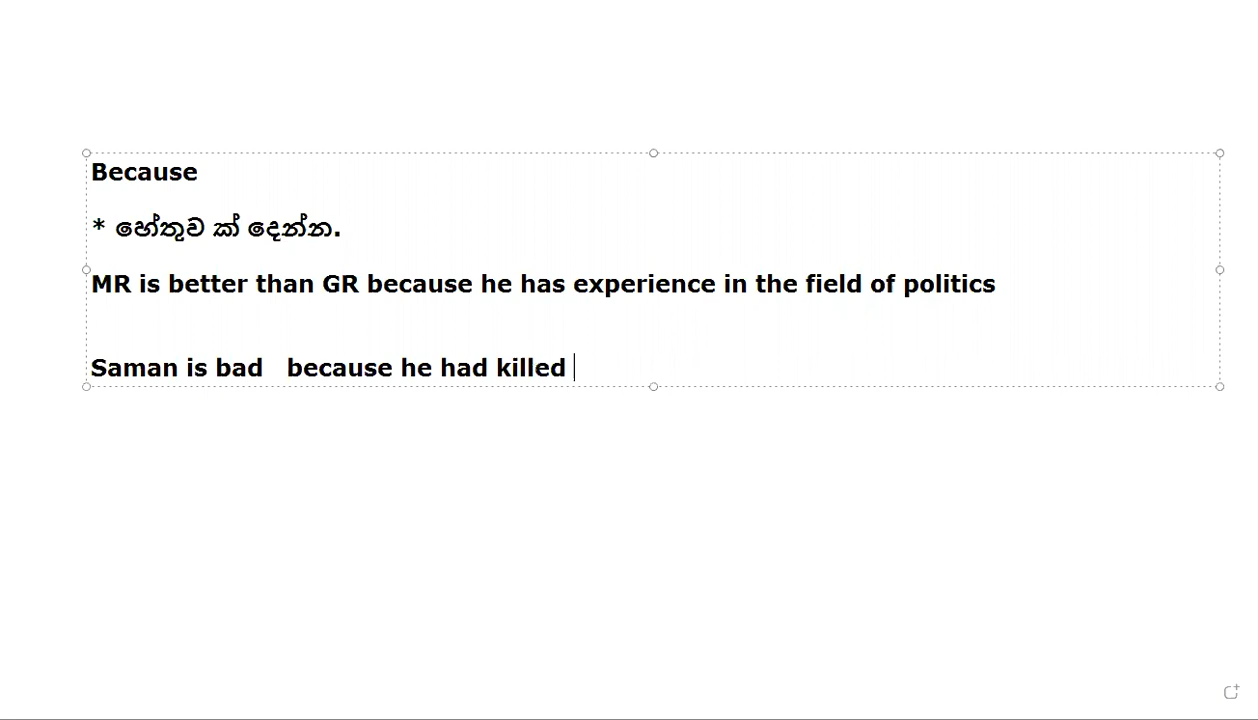 Because
* හේතුව ක් දෙන්න.
MR is better than GR because he has experience in the field of politics
Saman is bad   because he had killed